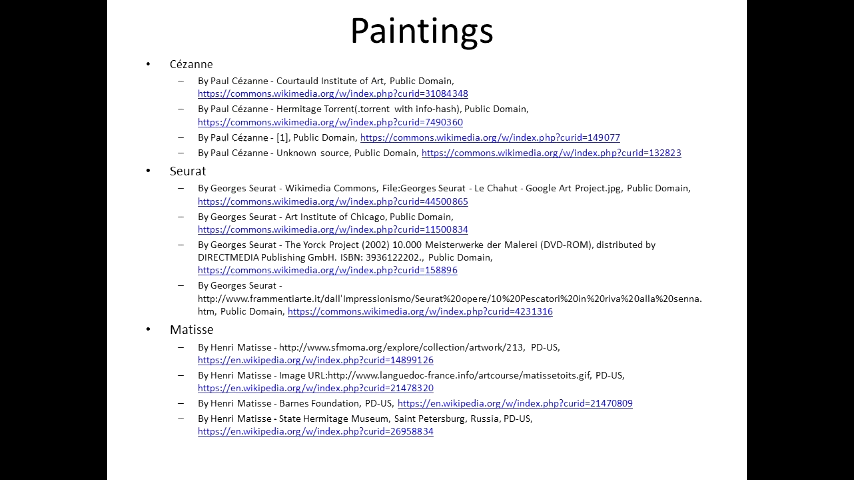 Paintings
• Cézanne
– By Paul Cézanne - Courtauld Institute of Art, Public Domain,
https://commons.wikimedia.org/w/index.php?curid=31084348
– By Paul Cézanne - Hermitage Torrent(.torrent with info-hash), Public Domain,
https://commons.wikimedia.org/w/index.php?curid=7490360
– By Paul Cézanne - [1], Public Domain, https://commons.wikimedia.org/w/index.php?curid=149077
– By Paul Cézanne - Unknown source, Public Domain, https://commons.wikimedia.org/w/index.php?curid=132823
• Seurat
– By Georges Seurat - Wikimedia Commons, File:Georges Seurat - Le Chahut - Google Art Project.jpg, Public Domain,
https://commons.wikimedia.org/w/index.php?curid=44500865
– By Georges Seurat - Art Institute of Chicago, Public Domain,
https://commons.wikimedia.org/w/index.php?curid=11500834
– By Georges Seurat - The Yorck Project (2002) 10.000 Meisterwerke der Malerei (DVD-ROM), distributed by
DIRECTMEDIA Publishing GmbH. ISBN: 3936122202., Public Domain,
https://commons.wikimedia.org/w/index.php?curid=158896
– By Georges Seurat -
http://www.frammentiarte.it/dall'Impressionismo/Seurat%20opere/10%20Pescatori%20in%20riva%20alla%20senna.
htm, Public Domain, https://commons.wikimedia.org/w/index.php?curid=4231316
• Matisse
– By Henri Matisse - http://www.sfmoma.org/explore/collection/artwork/213, PD-US,
https://en.wikipedia.org/w/index.php?curid=14899126
– By Henri Matisse - Image URL:http://www.languedoc-france.info/artcourse/matissetoits.gif, PD-US,
https://en.wikipedia.org/w/index.php?curid=21478320
– By Henri Matisse - Barnes Foundation, PD-US, https://en.wikipedia.org/w/index.php?curid=21470809
– By Henri Matisse - State Hermitage Museum, Saint Petersburg, Russia, PD-US,
https://en.wikipedia.org/w/index.php?curid=26958834